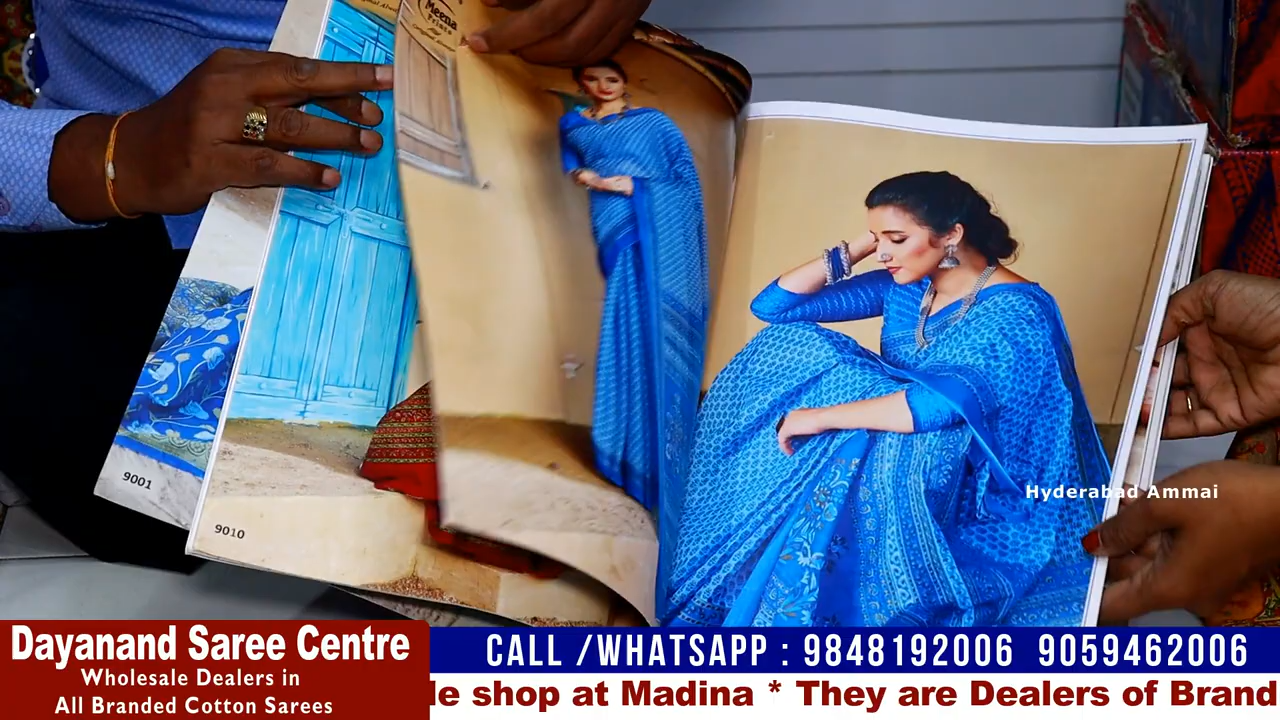 Meena
Prints
9001
9010
Hyderabad Ammai
Dayanand Saree Centre
Wholesale Dealers in
All Branded Cotton Sarees
CALL /WHATSAPP : 9848192006 9059462006
le shop at Madina * They are Dealers of Brand